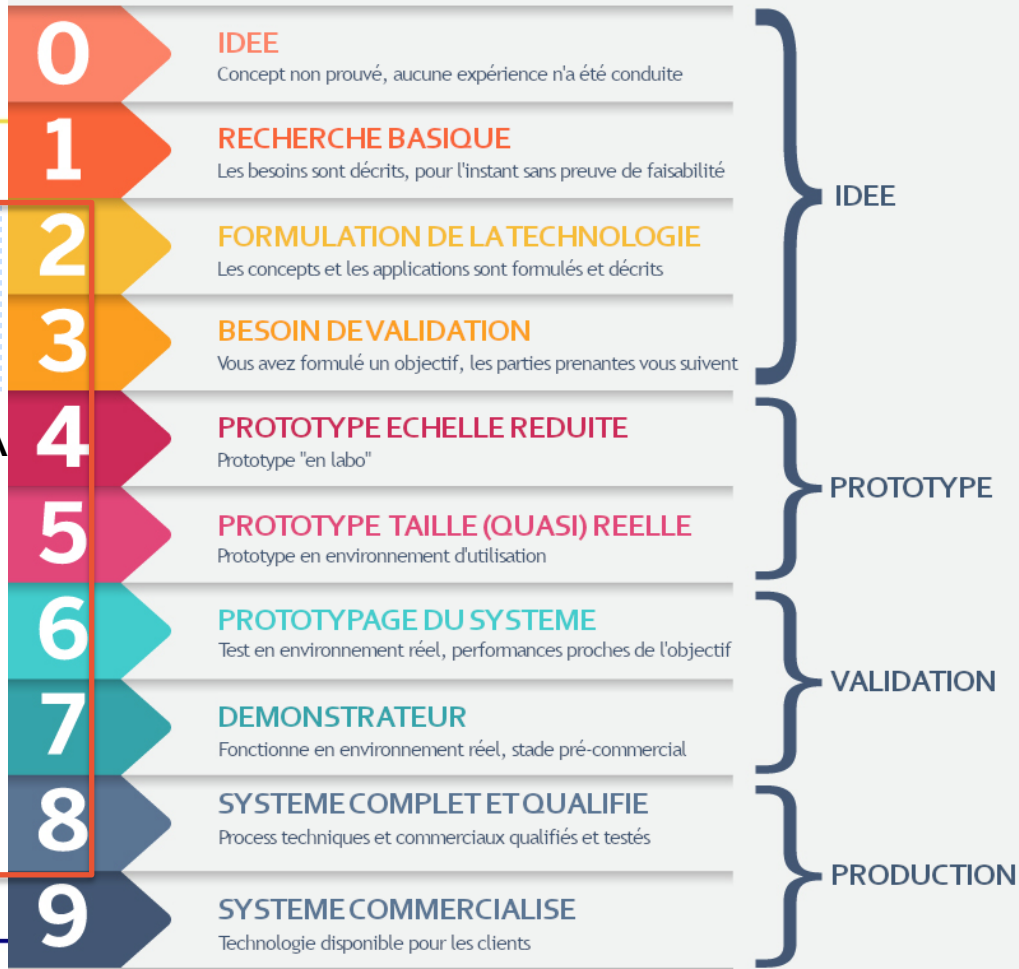 0
IDEE
Concept non prouvé, aucune expérience n'a été conduite
1
RECHERCHE BASIQUE
Les besoins sont décrits, pour l'instant sans preuve de faisabilité
2
FORMULATION DE LA TECHNOLOGIE
Les concepts et les applications sont formulés et décrits
3
BESOIN DE VALIDATION
Vous avez formulé un objectif, les parties prenantes vous suivent
IDEE
A
4
PROTOTYPE ECHELLE REDUITE
Prototype "en labo"
5
PROTOTYPE TAILLE (QUASI) REELLE
Prototype en environnement d'utilisation
PROTOTYPE
6
PROTOTYPAGE DU SYSTEME
Test en environnement réel, performances proches de l'objectif
7
DEMONSTRATEUR
Fonctionne en environnement réel, stade pré-commercial
VALIDATION
8
SYSTEME COMPLET ET QUALIFIE
Process techniques et commerciaux qualifiés et testés
9
SYSTEME COMMERCIALISE
Technologie disponible pour les clients
PRODUCTION